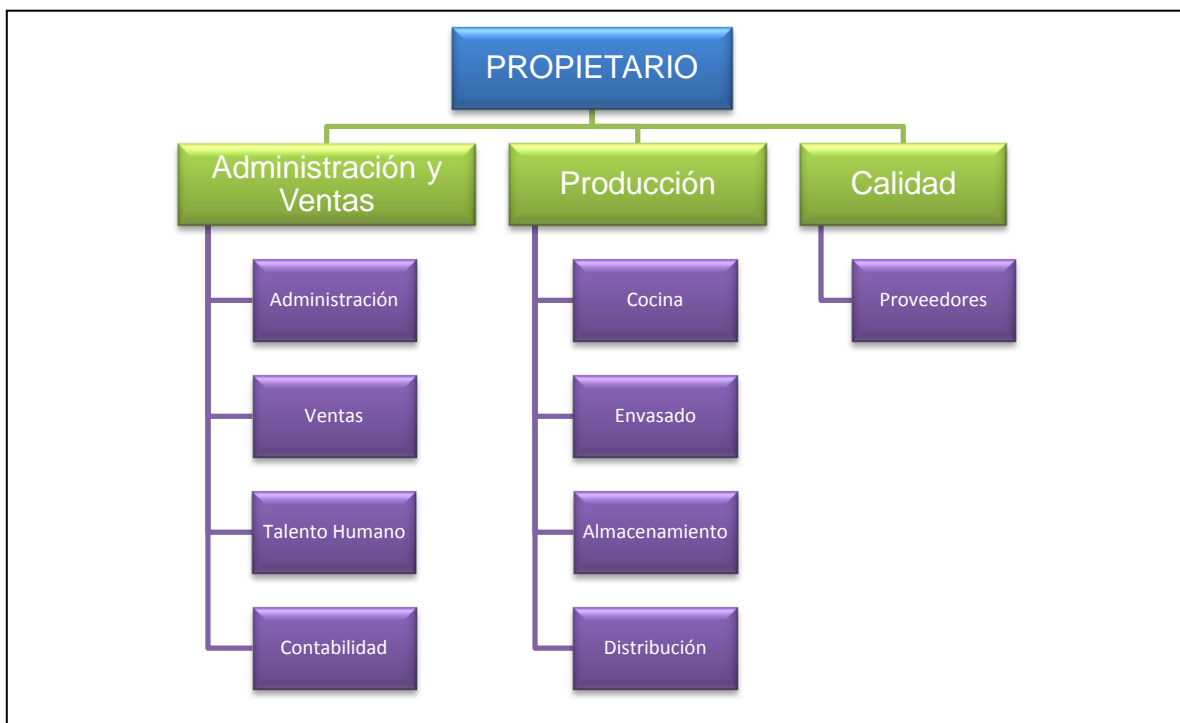 PROPIETARIO
Administración y
Ventas
Producción
Calidad
Administración
Ventas
Talento Humano
Contabilidad
Cocina
Envasado
Almacenamiento
Distribución
Proveedores